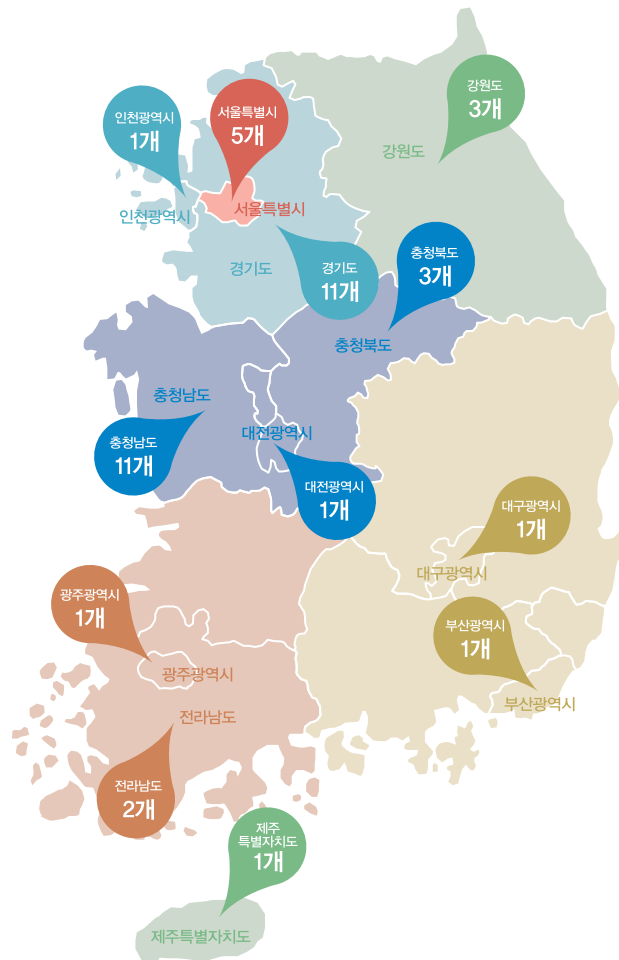 강원도
3개
인천광역시
1개
서울특별시
5개
강원도
인천광역시
서울특별시
경기도
경기도
11개
충청북도
3개
충청북도
충청남도
충청남도
11개
대전광역시
대전광역시
1개
대구광역시
1개
대구광역시
광주광역시
1개
부산광역시
1개
광주광역시
부산광역시
전라남도
전라남도
2개
제주
특별자치도
1개
제주특별자치도